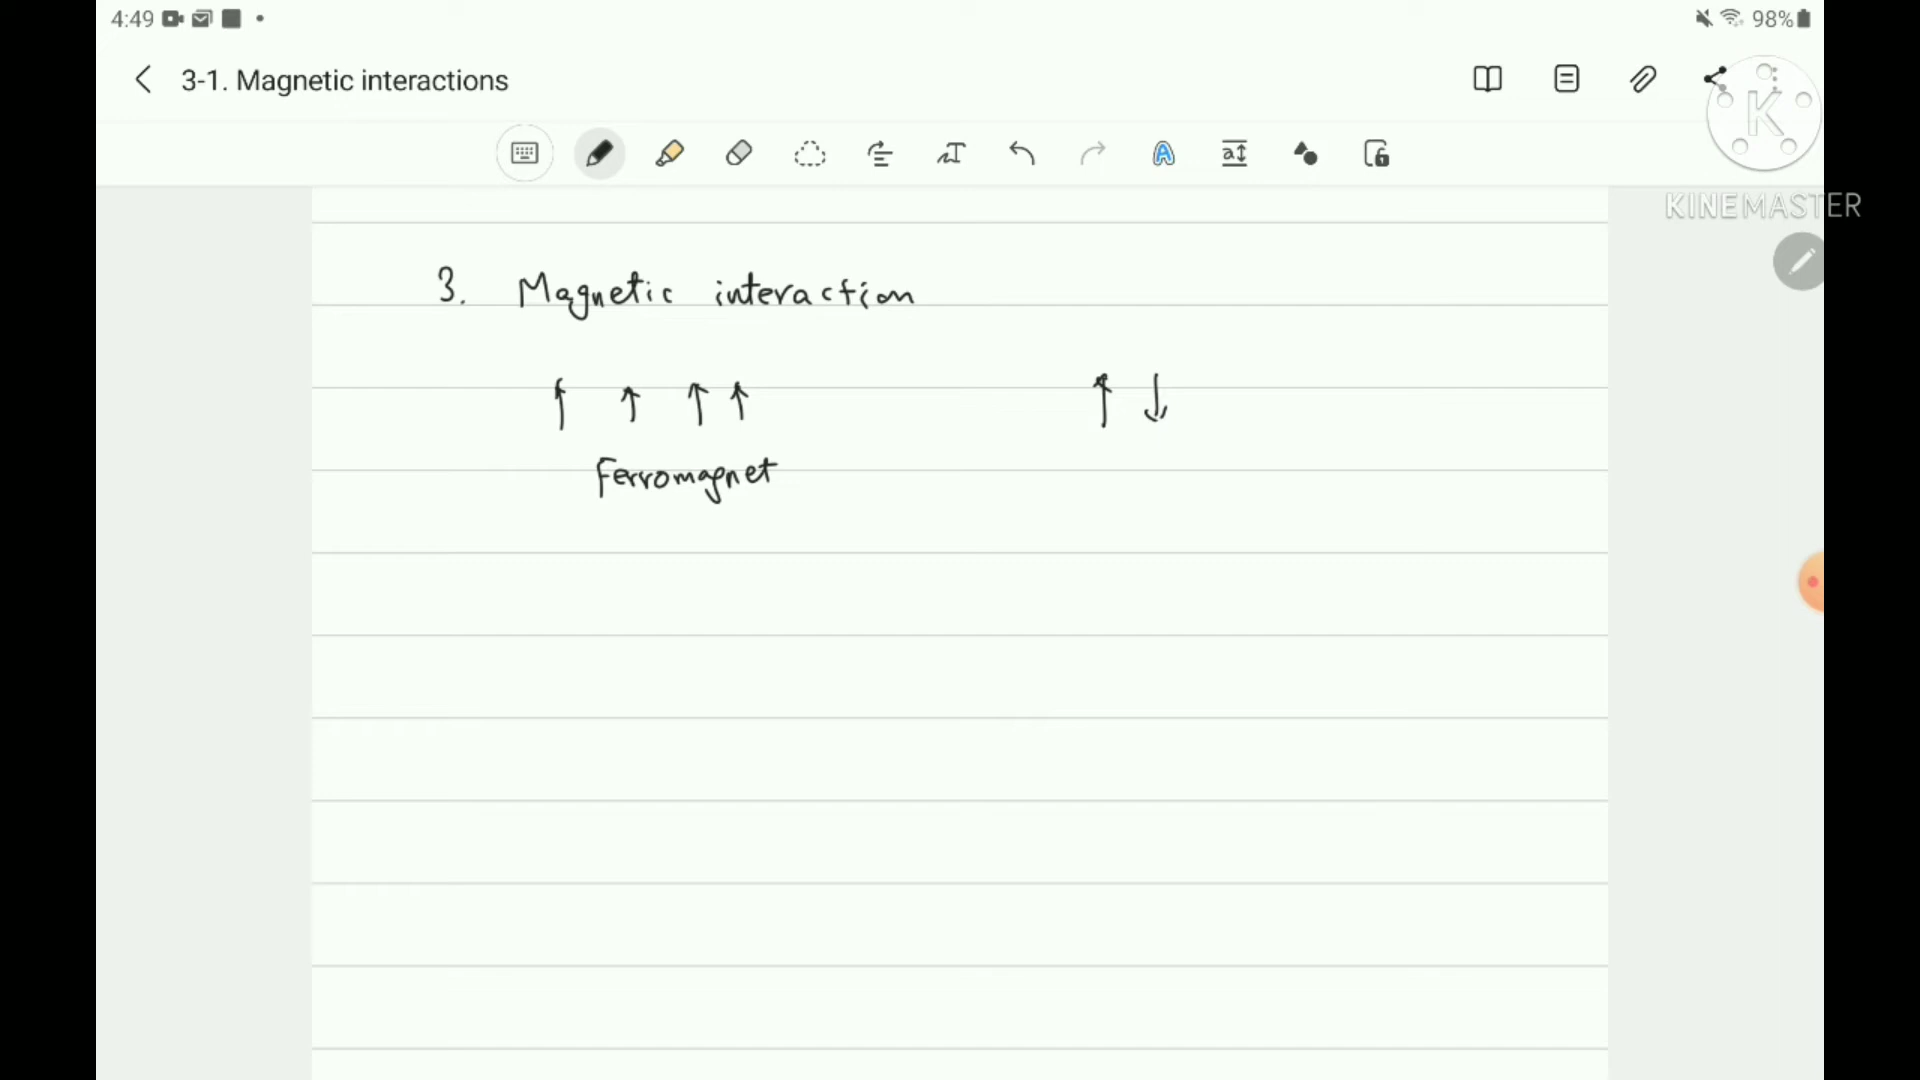 4:49 98%
3-1. Magnetic interactions
K
KINEMASTER
3. Magnetic interaction
Ferromagnet